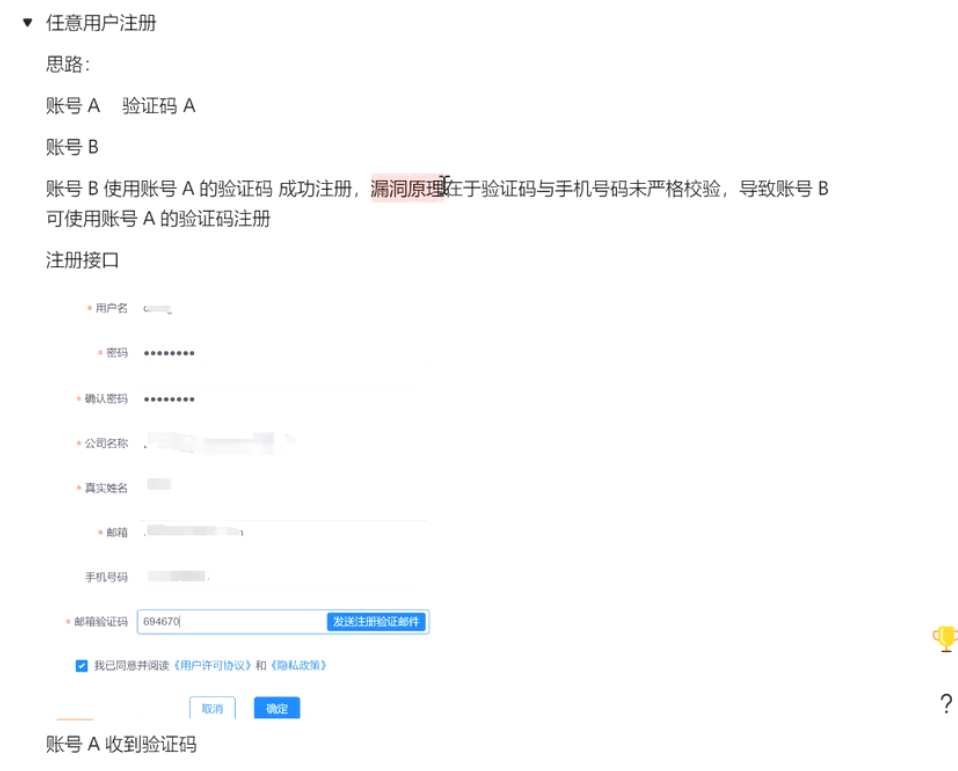 任意用户注册
思路:
账号 A 验证码 A
账号 B
账号 B 使用账号 A 的验证码 成功注册，漏洞原理在于验证码与手机号码未严格校验，导致账号 B
可使用账号 A 的验证码注册
注册接口
* 用户名
* 密码 ••••••••
* 确认密码 ••••••••
* 公司名称
* 真实姓名
* 邮箱
手机号码
* 邮箱验证码 694670 发送注册验证邮件
我已同意并阅读《用户许可协议》和《隐私政策》
取消 确定
账号 A 收到验证码
?